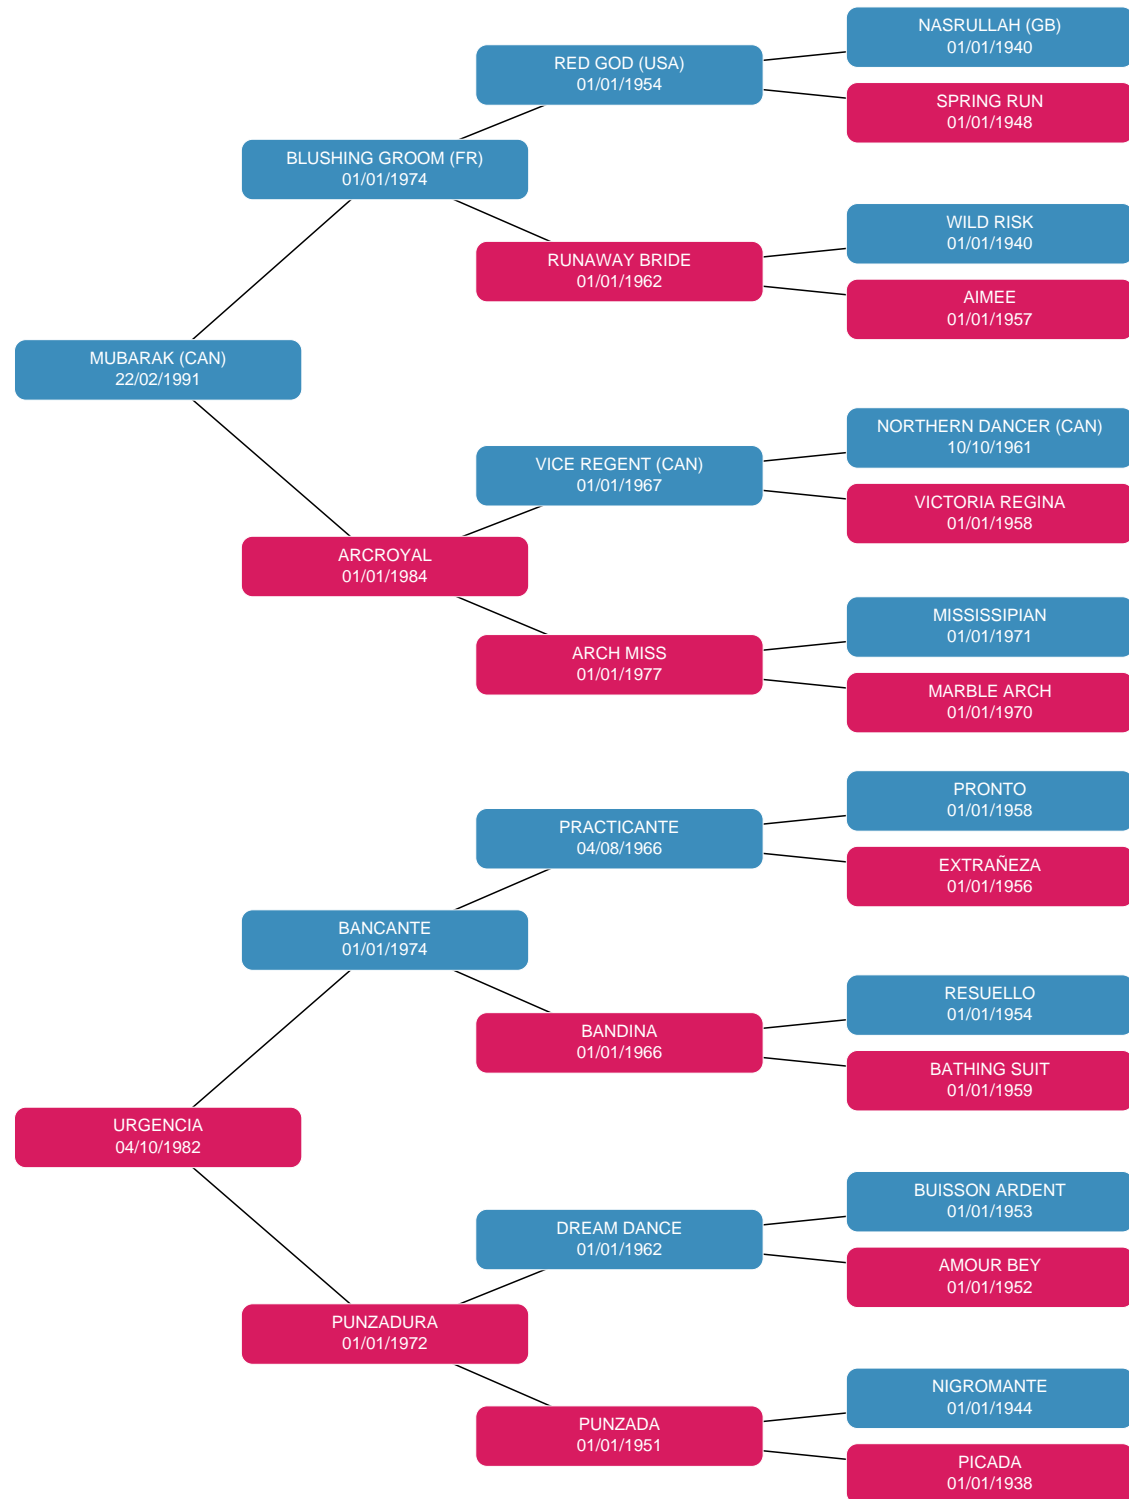 NASRULLAH (GB)
01/01/1940
RED GOD (USA)
01/01/1954
SPRING RUN
01/01/1948
BLUSHING GROOM (FR)
01/01/1974
WILD RISK
01/01/1940
RUNAWAY BRIDE
01/01/1962
AIMEE
01/01/1957
MUBARAK (CAN)
22/02/1991
NORTHERN DANCER (CAN)
10/10/1961
VICE REGENT (CAN)
01/01/1967
VICTORIA REGINA
01/01/1958
ARCROYAL
01/01/1984
MISSISSIPIAN
01/01/1971
ARCH MISS
01/01/1977
MARBLE ARCH
01/01/1970
PRONTO
01/01/1958
PRACTICANTE
04/08/1966
EXTRAÑEZA
01/01/1956
BANCANTE
01/01/1974
RESUELLO
01/01/1954
BANDINA
01/01/1966
BATHING SUIT
01/01/1959
URGENCIA
04/10/1982
BUISSON ARDENT
01/01/1953
DREAM DANCE
01/01/1962
AMOUR BEY
01/01/1952
PUNZADURA
01/01/1972
NIGROMANTE
01/01/1944
PUNZADA
01/01/1951
PICADA
01/01/1938